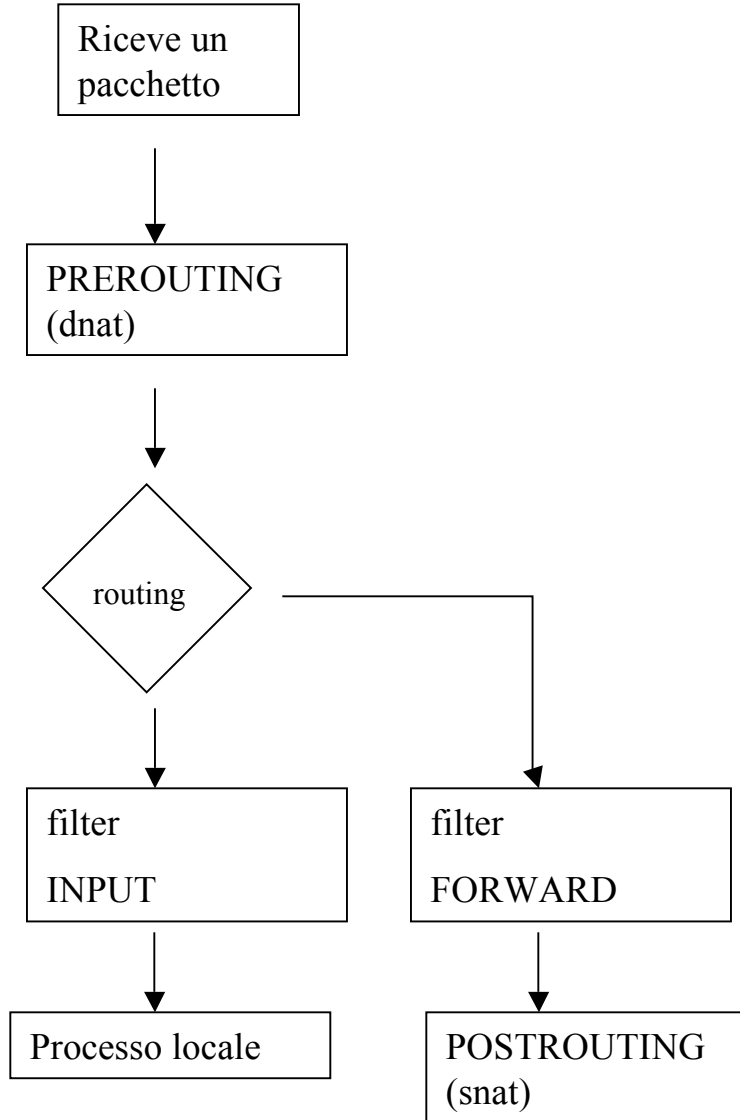 Riceve un
pacchetto
PREROUTING
(dnat)
routing
filter
INPUT
filter
FORWARD
Processo locale
POSTROUTING
(snat)